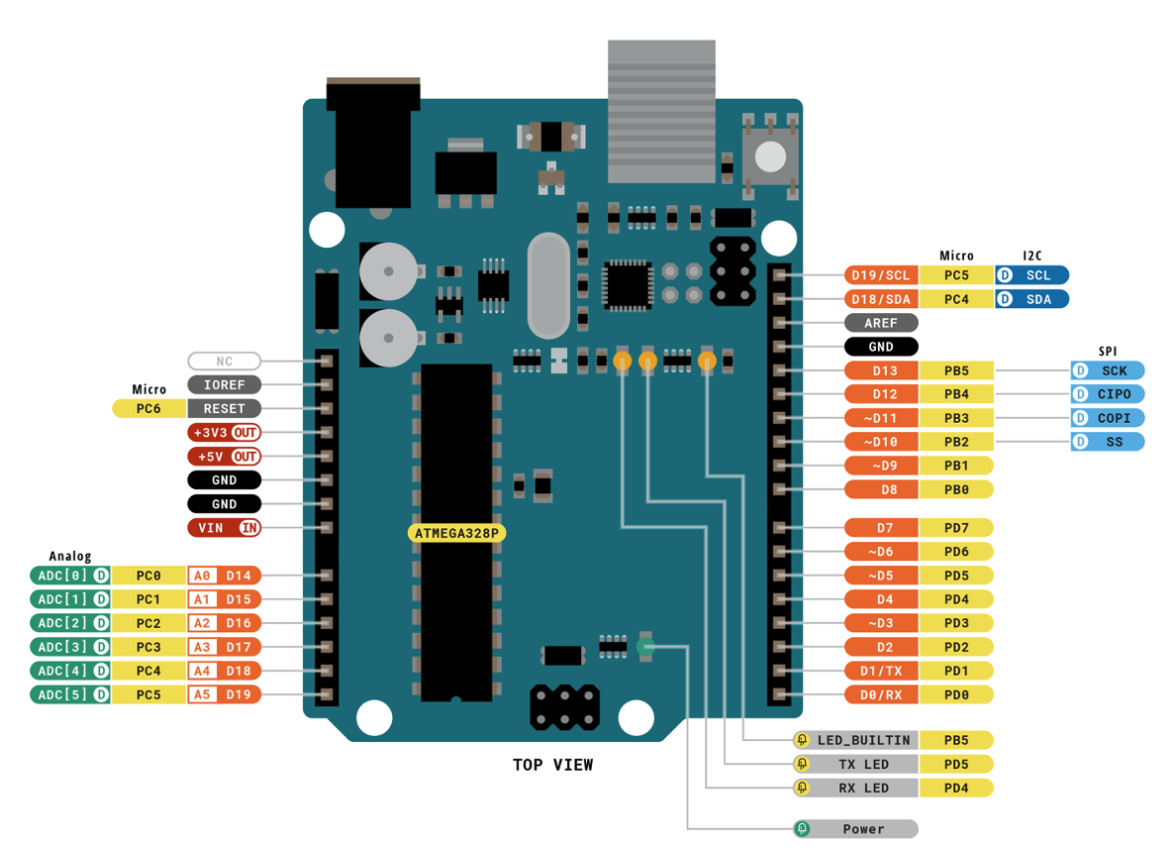 Micro I2C
D19/SCL PC5 D SCL
D18/SDA PC4 D SDA
AREF
GND
SPI
D13 PB5 D SCK
D12 PB4 D CIPO
~D11 PB3 D COPI
~D10 PB2 D SS
~D9 PB1
D8 PB0
D7 PD7
~D6 PD6
~D5 PD5
D4 PD4
~D3 PD3
D2 PD2
D1/TX PD1
D0/RX PD0
NC
IOREF
Micro
PC6 RESET
+3V3 OUT
+5V OUT
GND
GND
VIN IN
Analog
ADC[0] D PC0 A0 D14
ADC[1] D PC1 A1 D15
ADC[2] D PC2 A2 D16
ADC[3] D PC3 A3 D17
ADC[4] D PC4 A4 D18
ADC[5] D PC5 A5 D19
ATMEGA328P
TOP VIEW
LED_BUILTIN PB5
TX LED PD5
RX LED PD4
Power